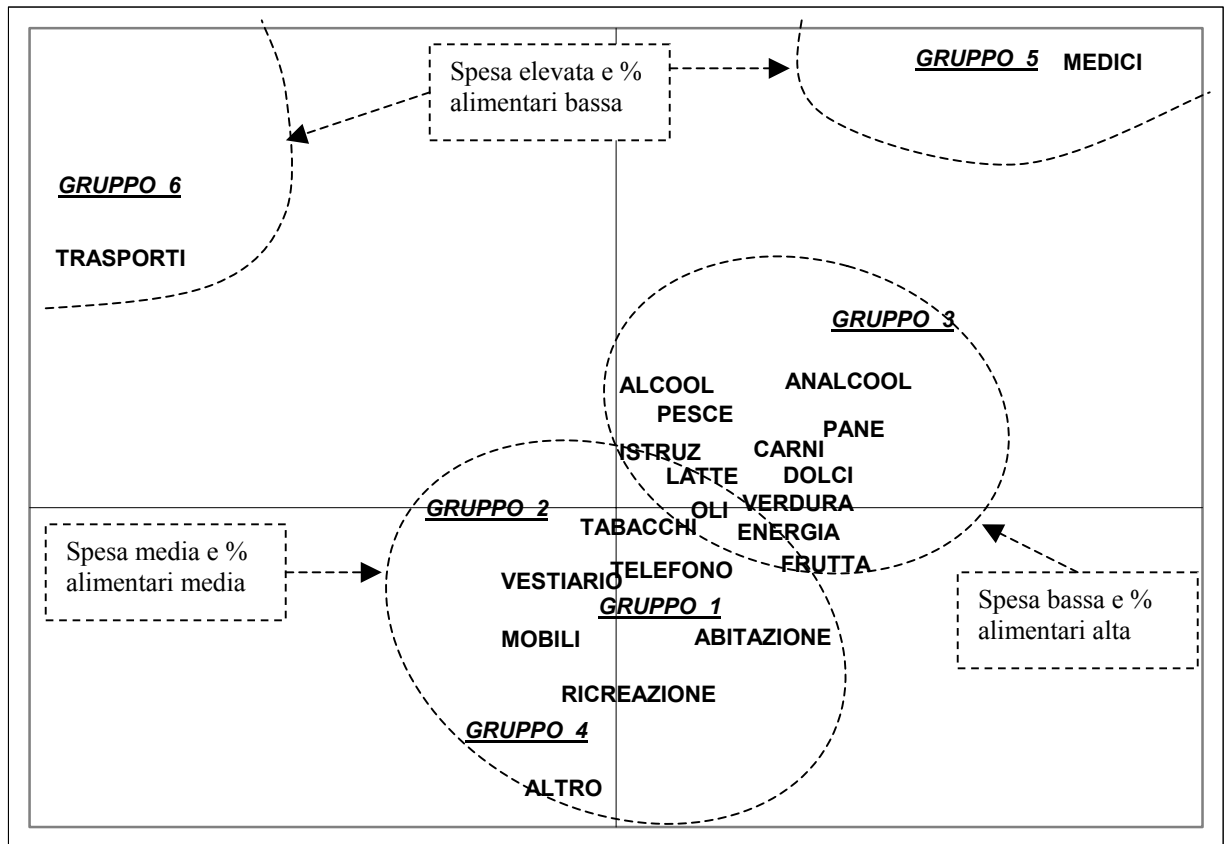 Spesa elevata e %
alimentari bassa
GRUPPO 5 MEDICI
GRUPPO 6
TRASPORTI
GRUPPO 3
ALCOOL
ANALCOOL
PESCE
PANE
ISTRUZ
CARNI
LATTE
DOLCI
GRUPPO 2
OLI
VERDURA
TABACCHI
ENERGIA
Spesa media e %
alimentari media
VESTIARIO
TELEFONO
FRUTTA
GRUPPO 1
Spesa bassa e %
alimentari alta
MOBILI
ABITAZIONE
RICREAZIONE
GRUPPO 4
ALTRO